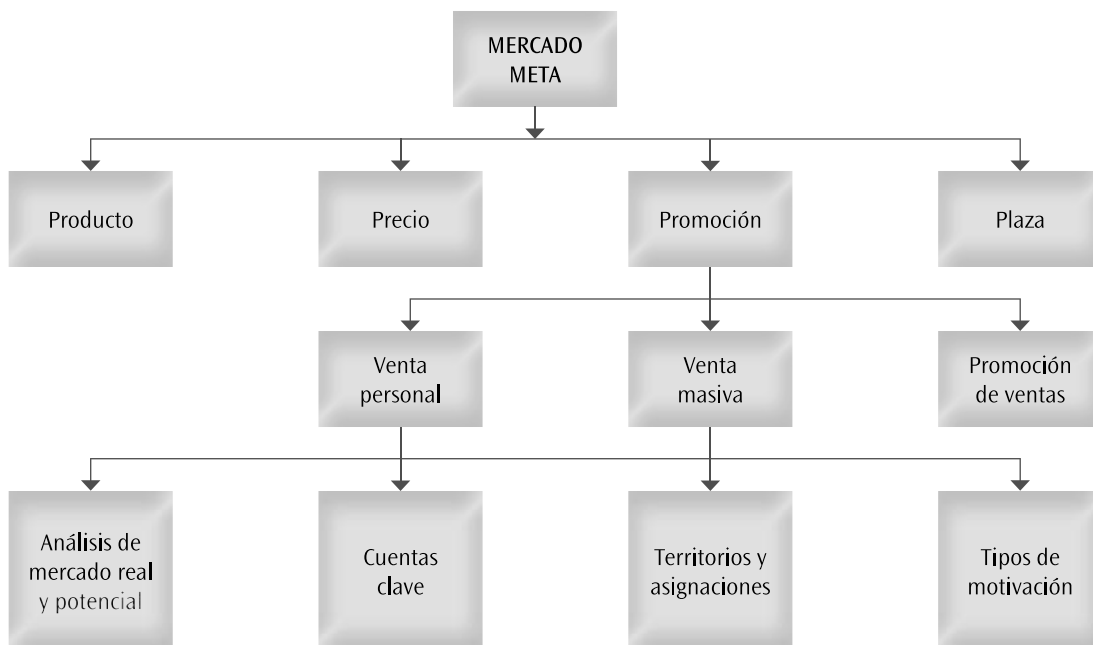 MERCADO
META
Producto
Precio
Promoción
Plaza
Venta
personal
Venta
masiva
Promoción
de ventas
Análisis de
mercado real
y potencial
Cuentas
clave
Territorios y
asignaciones
Tipos de
motivación